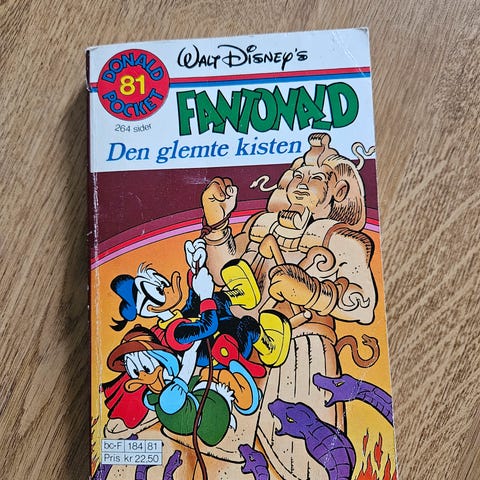 WALT DISNEY'S
DONALD
81
POCKET
264 sider
FANTONALD
Den glemte kisten
bc-F 184 81
Pris kr 22,50